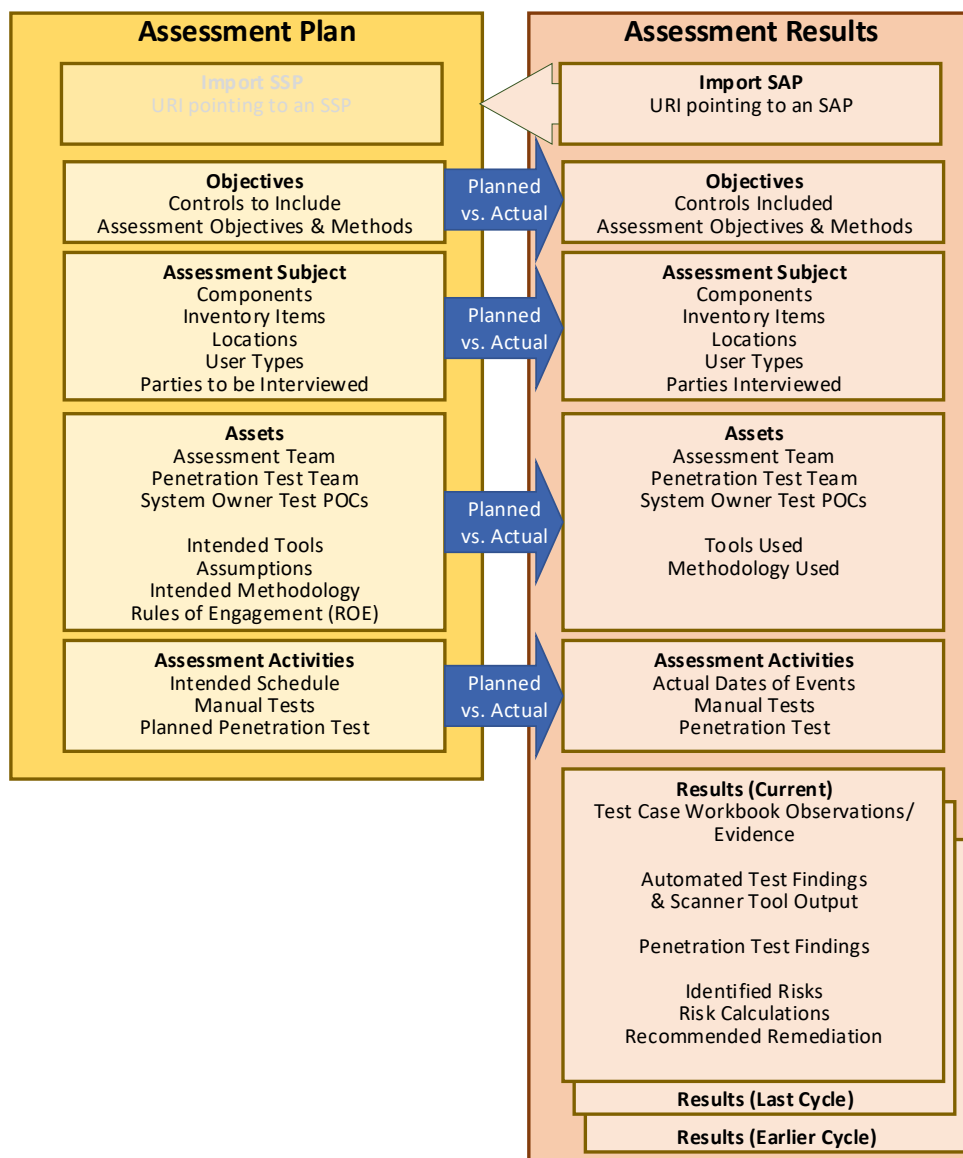 Assessment Plan
Import SSP
URI pointing to an SSP
Objectives
Controls to Include
Assessment Objectives & Methods
Assessment Subject
Components
Inventory Items
Locations
User Types
Parties to be Interviewed
Assets
Assessment Team
Penetration Test Team
System Owner Test POCs
Intended Tools
Assumptions
Intended Methodology
Rules of Engagement (ROE)
Assessment Activities
Intended Schedule
Manual Tests
Planned Penetration Test
Planned
vs. Actual
Planned
vs. Actual
Planned
vs. Actual
Planned
vs. Actual
Assessment Results
Import SAP
URI pointing to an SAP
Objectives
Controls Included
Assessment Objectives & Methods
Assessment Subject
Components
Inventory Items
Locations
User Types
Parties Interviewed
Assets
Assessment Team
Penetration Test Team
System Owner Test POCs
Tools Used
Methodology Used
Assessment Activities
Actual Dates of Events
Manual Tests
Penetration Test
Results (Current)
Test Case Workbook Observations/
Evidence
Automated Test Findings
& Scanner Tool Output
Penetration Test Findings
Identified Risks
Risk Calculations
Recommended Remediation
Results (Last Cycle)
Results (Earlier Cycle)